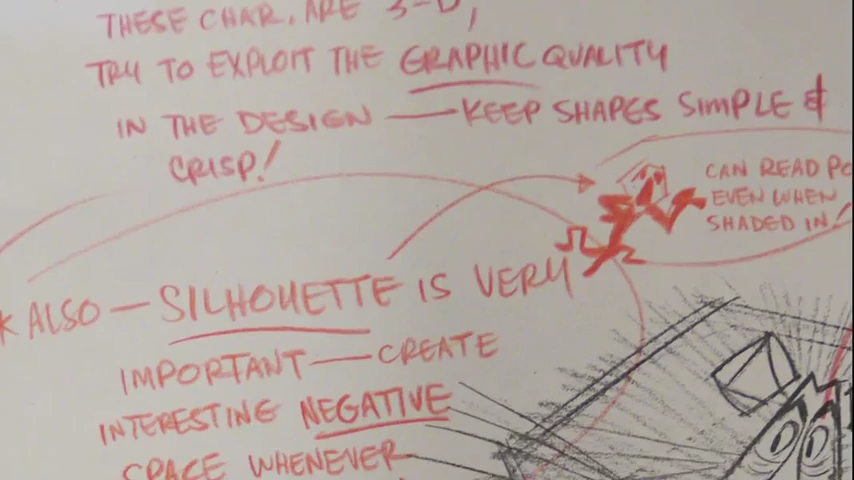 THESE CHAR. ARE 3-D,
TRY TO EXPLOIT THE GRAPHIC QUALITY
IN THE DESIGN — KEEP SHAPES SIMPLE &
CRISP!
CAN READ
EVEN WHEN
SHADED IN!
ALSO — SILHOUETTE IS VERY
IMPORTANT — CREATE
INTERESTING NEGATIVE
SPACE WHENEVER